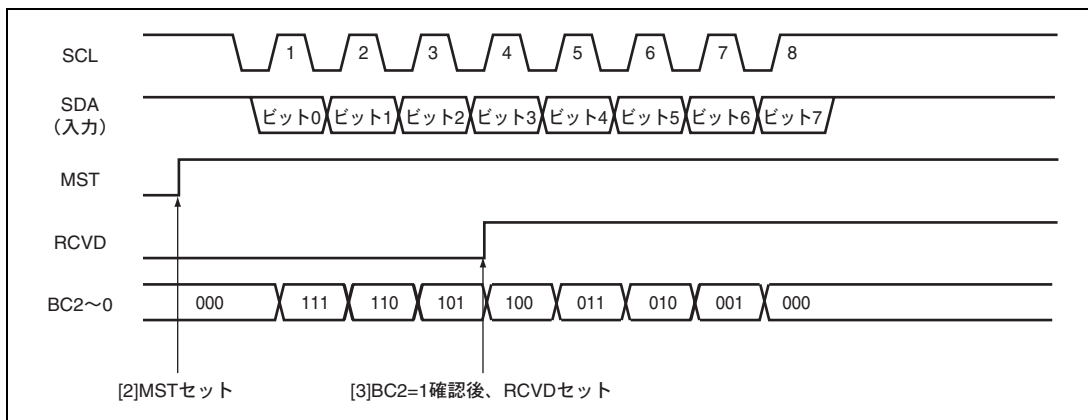 SCL 1 2 3 4 5 6 7 8
SDA
（入力） ビット0 ビット1 ビット2 ビット3 ビット4 ビット5 ビット6 ビット7
MST
RCVD
BC2～0 000 111 110 101 100 011 010 001 000
[2]MSTセット [3]BC2=1確認後、RCVDセット